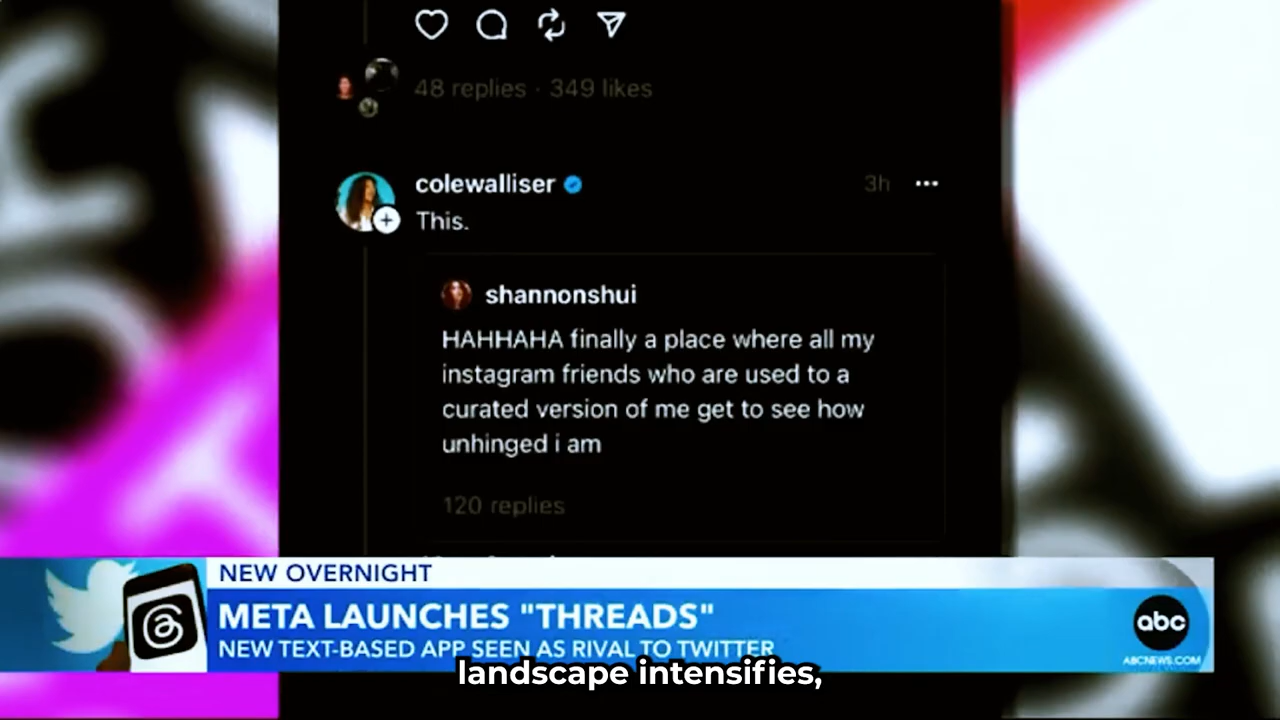 48 replies · 349 likes
colewalliser
3h
This.
shannonshui
HAHHAHA finally a place where all my
instagram friends who are used to a
curated version of me get to see how
unhinged i am
120 replies
NEW OVERNIGHT
META LAUNCHES "THREADS"
NEW TEXT-BASED APP SEEN AS RIVAL TO TWITTER
abc
ABCNEWS.COM
landscape intensifies,